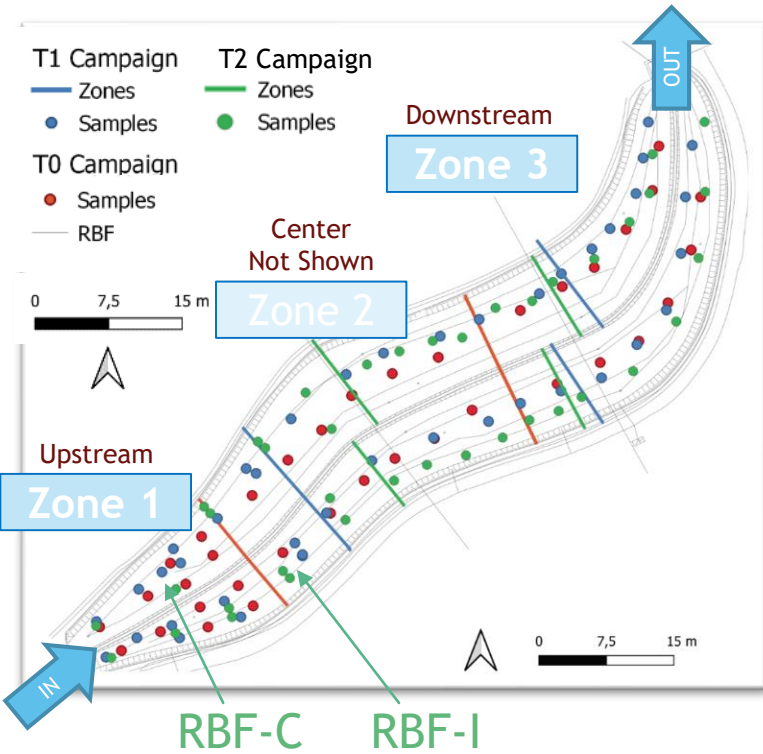 T1 Campaign
Zones
Samples
T0 Campaign
Samples
RBF
T2 Campaign
Zones
Samples
OUT
Downstream
Zone 3
Center
Not Shown
Zone 2
0 7,5 15 m
Upstream
Zone 1
IN
0 7,5 15 m
RBF-C
RBF-I